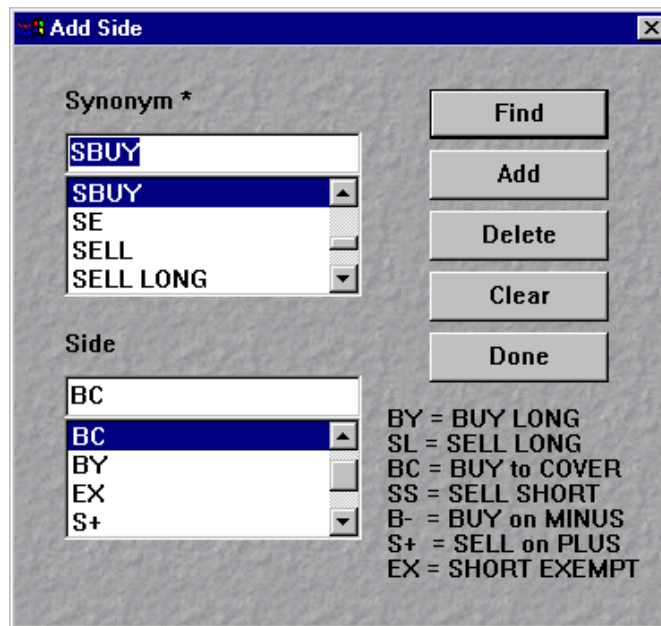 Add Side
Synonym *
SBUY
SBUY
SE
SELL
SELL LONG
Side
BC
BC
BY
EX
S+
Find
Add
Delete
Clear
Done
BY = BUY LONG
SL = SELL LONG
BC = BUY to COVER
SS = SELL SHORT
B- = BUY on MINUS
S+ = SELL on PLUS
EX = SHORT EXEMPT